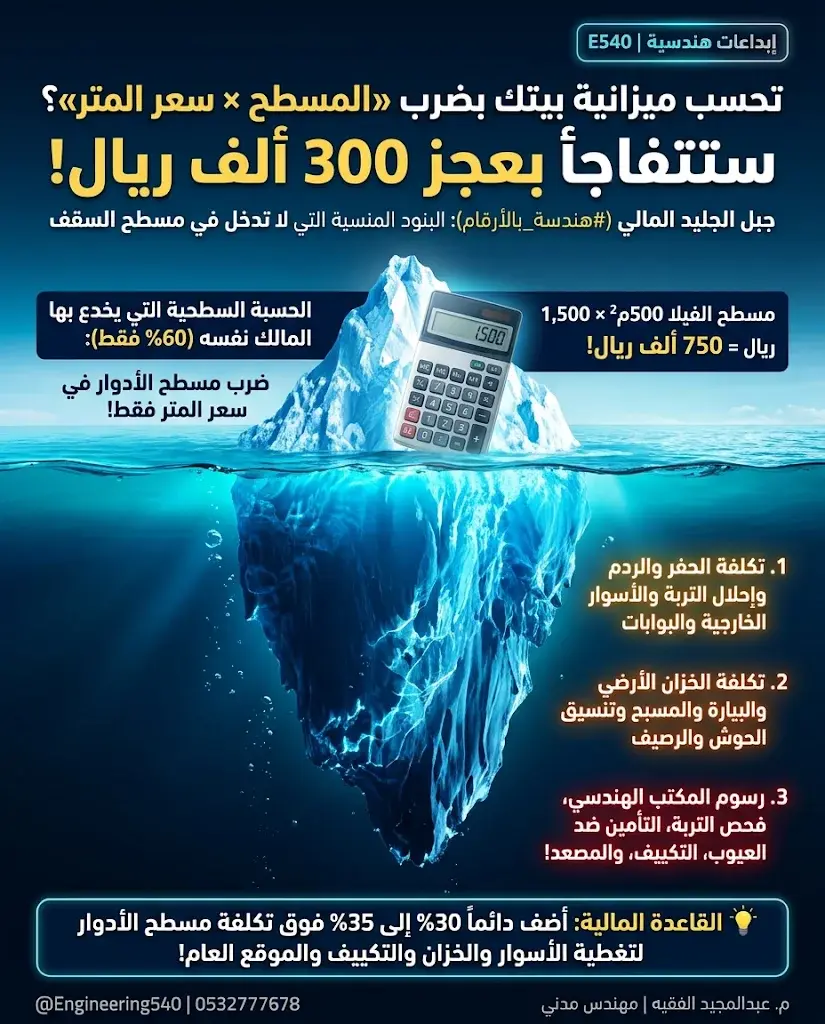 إبداعات هندسية | E540
تحسب ميزانية بيتك بضرب «المسطح × سعر المتر»؟
ستتفاجأ بعجز 300 ألف ريال!
جبل الجليد المالي (#هندسة_بالأرقام): البنود المنسية التي لا تدخل في مسطح السقف
مسطح الفيلا 500م² × 1,500
ريال = 750 ألف ريال!
الحسبة السطحية التي يخدع بها
المالك نفسه (60% فقط):
ضرب مسطح الأدوار في
سعر المتر فقط!
1500
1. تكلفة الحفر والردم
وإحلال التربة والأسوار
الخارجية والبوابات
2. تكلفة الخزان الأرضي
والبيارة والمسبح وتنسيق
الحوش والرصيف
3. رسوم المكتب الهندسي،
فحص التربة، التأمين ضد
العيوب، التكييف، والمصعد!
القاعدة المالية: أضف دائماً 30% إلى 35% فوق تكلفة مسطح الأدوار
لتغطية الأسوار والخزان والتكييف والموقع العام!
م. عبدالمجيد الفقيه | مهندس مدني
@Engineering540 | 0532777678